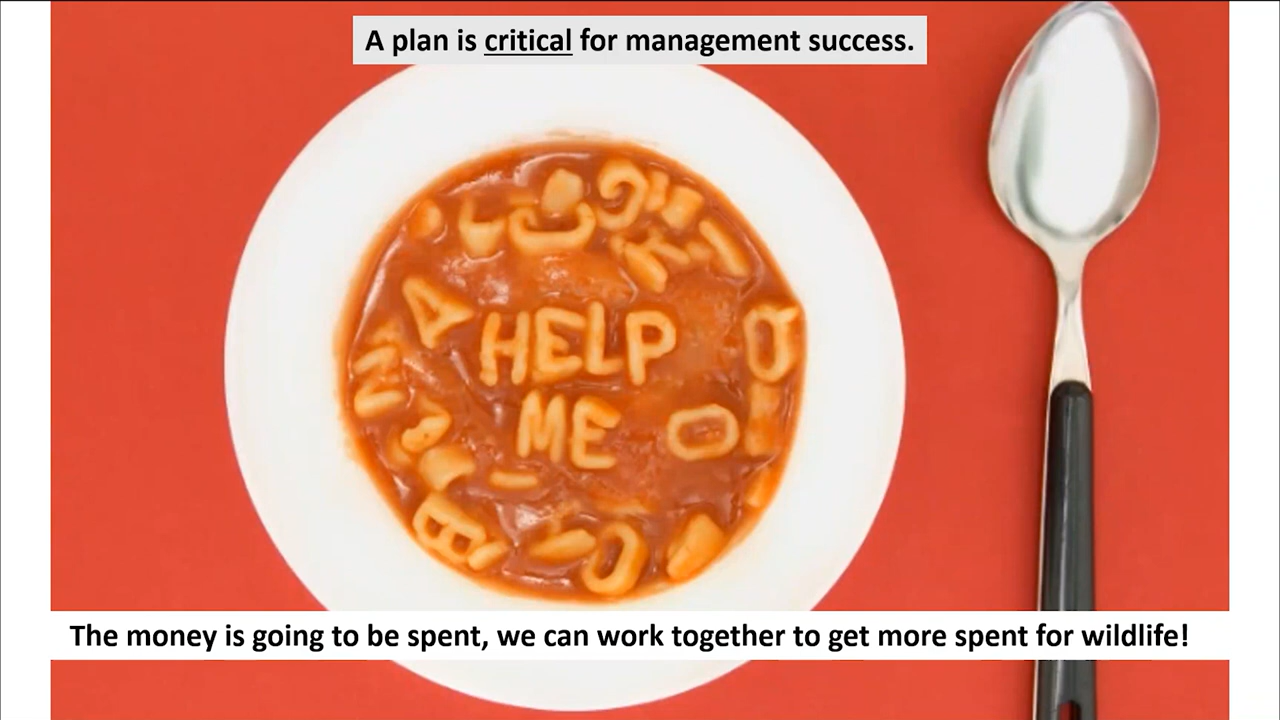 A plan is critical for management success.
HELP
ME
The money is going to be spent, we can work together to get more spent for wildlife!